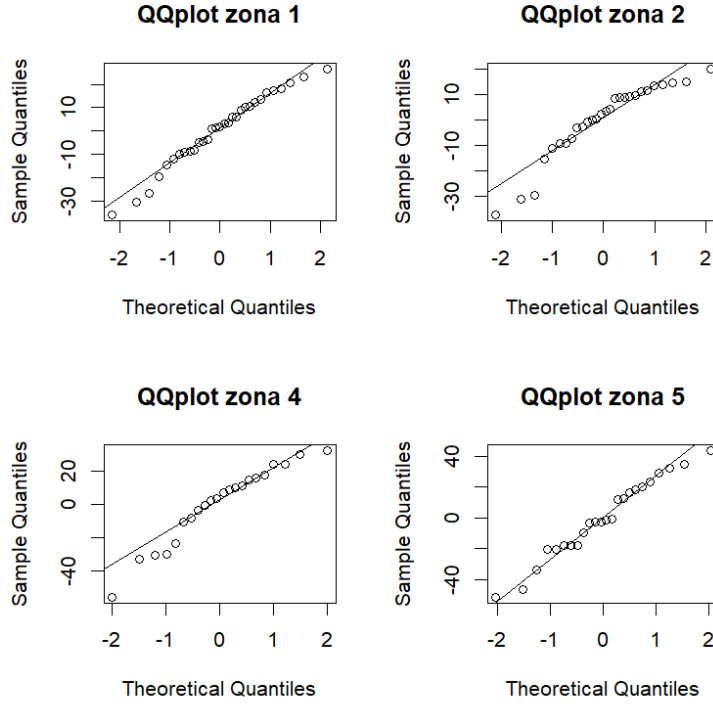 QQplot zona 1
Sample Quantiles
10
-10
-30
-2 -1 0 1 2
Theoretical Quantiles
QQplot zona 2
Sample Quantiles
10
-10
-30
-2 -1 0 1 2
Theoretical Quantiles
QQplot zona 4
Sample Quantiles
20
0
-40
-2 -1 0 1 2
Theoretical Quantiles
QQplot zona 5
Sample Quantiles
40
0
-40
-2 -1 0 1 2
Theoretical Quantiles